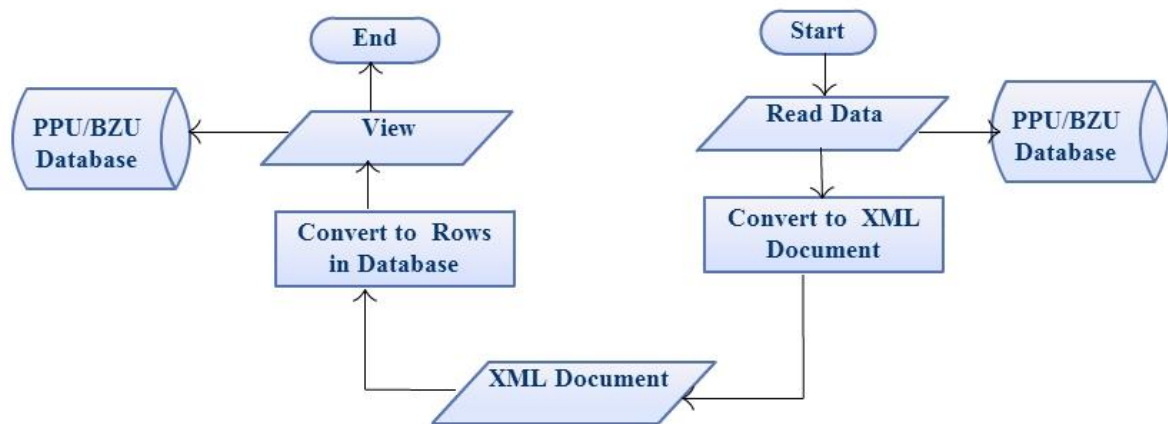 End
Start
PPU/BZU
Database
View
Read Data
PPU/BZU
Database
Convert to Rows
in Database
Convert to XML
Document
XML Document